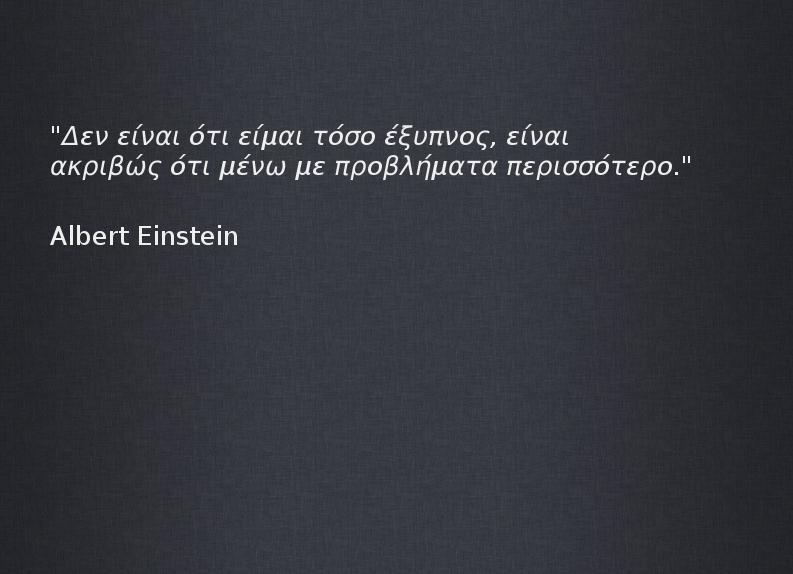 "Δεν είναι ότι είμαι τόσο έξυπνος, είναι
ακριβώς ότι μένω με προβλήματα περισσότερο."
Albert Einstein